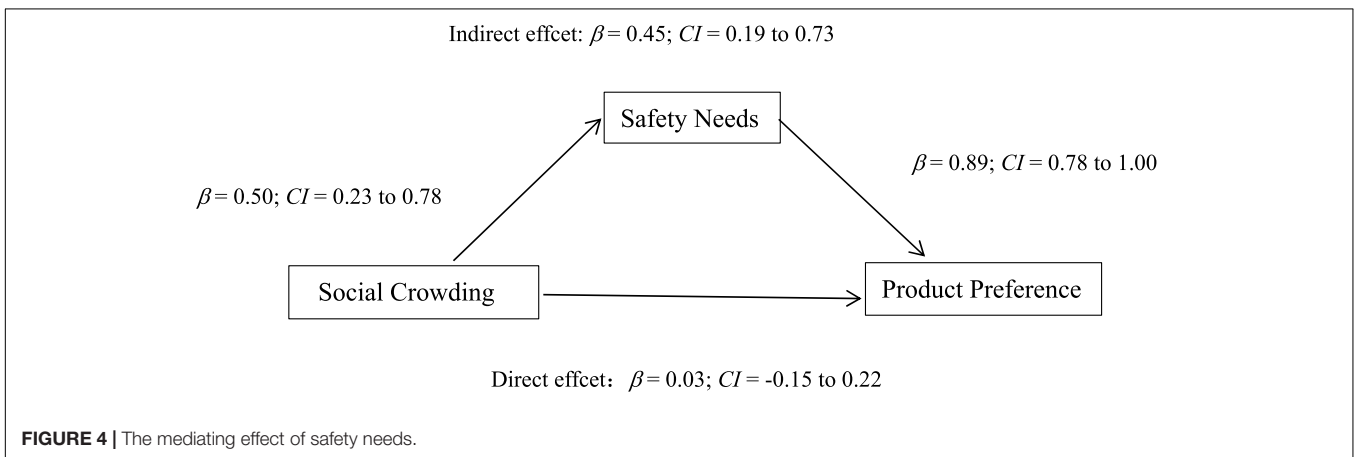 Indirect effcet: β = 0.45; CI = 0.19 to 0.73
Safety Needs
β = 0.89; CI = 0.78 to 1.00
β = 0.50; CI = 0.23 to 0.78
Social Crowding
Product Preference
Direct effcet： β = 0.03; CI = -0.15 to 0.22
FIGURE 4 | The mediating effect of safety needs.